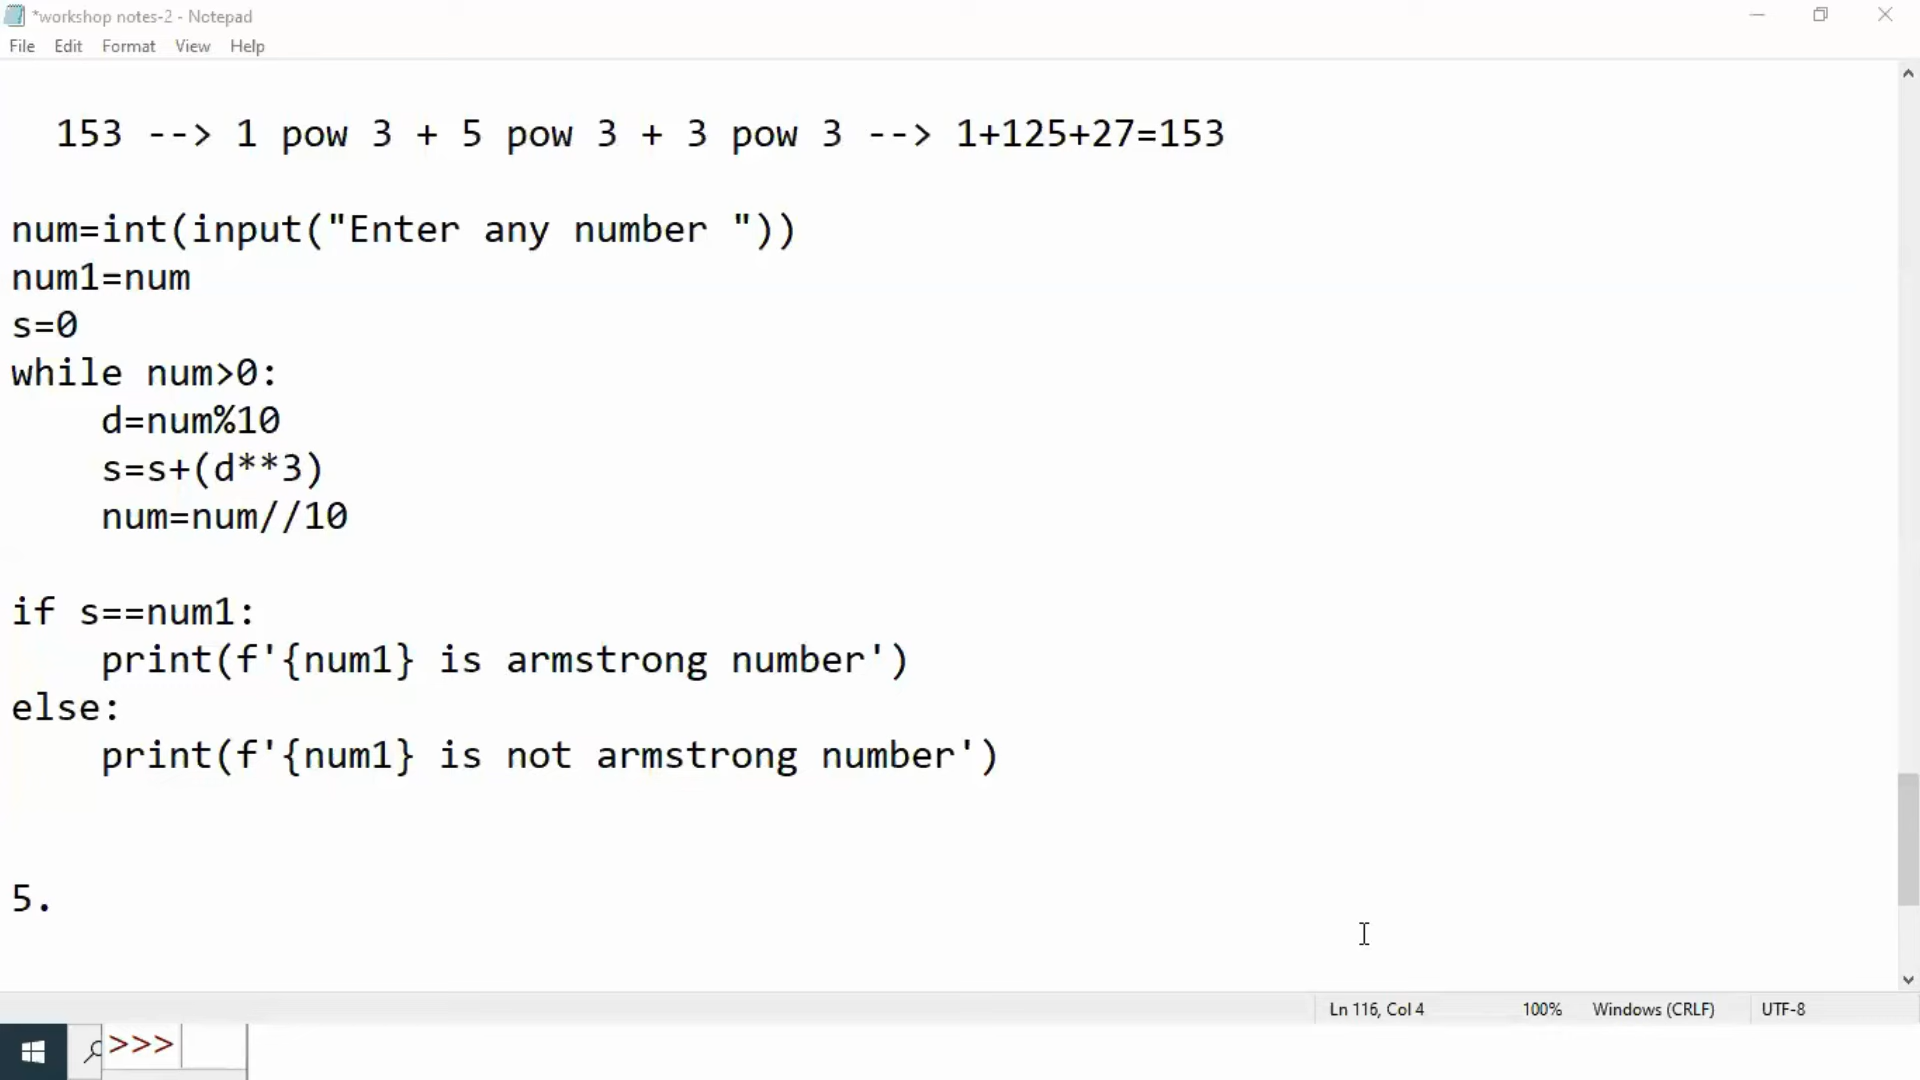 *workshop notes-2 - Notepad
File Edit Format View Help
153 --> 1 pow 3 + 5 pow 3 + 3 pow 3 --> 1+125+27=153
num=int(input("Enter any number "))
num1=num
s=0
while num>0:
    d=num%10
    s=s+(d**3)
    num=num//10
if s==num1:
    print(f'{num1} is armstrong number')
else:
    print(f'{num1} is not armstrong number')
5.
Ln 116, Col 4 100% Windows (CRLF) UTF-8
>>>